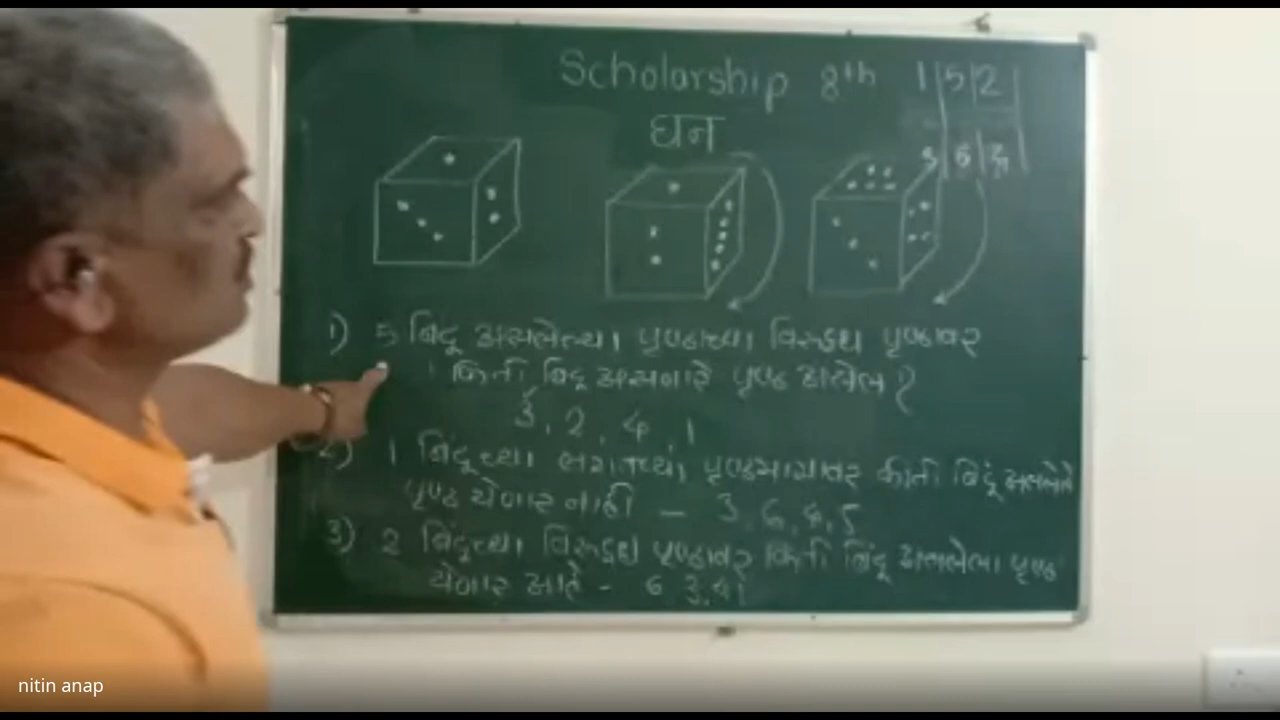 Scholarship 8th 1|5|2
घन
3|6|4
1) 5 बिंदू असलेल्या पृष्ठाच्या विरुद्ध पृष्ठावर
किती बिंदू असणारे पृष्ठ असेल ?
3, 2, 4, 1
2) 1 बिंदूच्या लगतच्या पृष्ठभागावर किती बिंदू असलेले
पृष्ठ येणार नाही - 3, 6, 4, 5
3) 2 बिंदूच्या विरुद्ध पृष्ठावर किती बिंदू असलेला पृष्ठ
येणार आहे - 6 3, 4
nitin anap